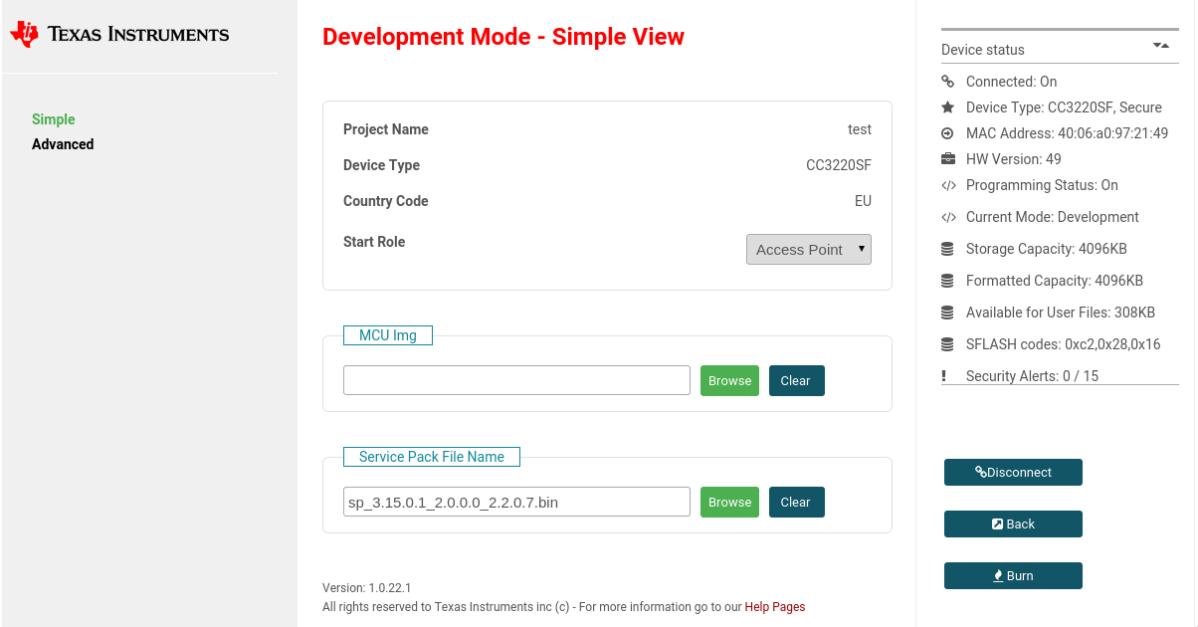 TEXAS INSTRUMENTS
Simple
Advanced
Development Mode - Simple View
Project Name test
Device Type CC3220SF
Country Code EU
Start Role Access Point
MCU Img
Browse Clear
Service Pack File Name
sp_3.15.0.1_2.0.0.0_2.2.0.7.bin Browse Clear
Version: 1.0.22.1
All rights reserved to Texas Instruments inc (c) - For more information go to our Help Pages
Device status
Connected: On
Device Type: CC3220SF, Secure
MAC Address: 40:06:a0:97:21:49
HW Version: 49
</> Programming Status: On
</> Current Mode: Development
Storage Capacity: 4096KB
Formatted Capacity: 4096KB
Available for User Files: 308KB
SFLASH codes: 0xc2,0x28,0x16
! Security Alerts: 0 / 15
Disconnect
Back
Burn